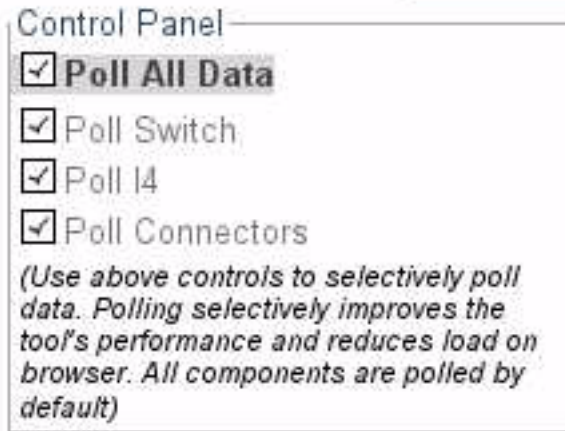 Control Panel
Poll All Data
Poll Switch
Poll I4
Poll Connectors
(Use above controls to selectively poll
data. Polling selectively improves the
tool's performance and reduces load on
browser. All components are polled by
default)